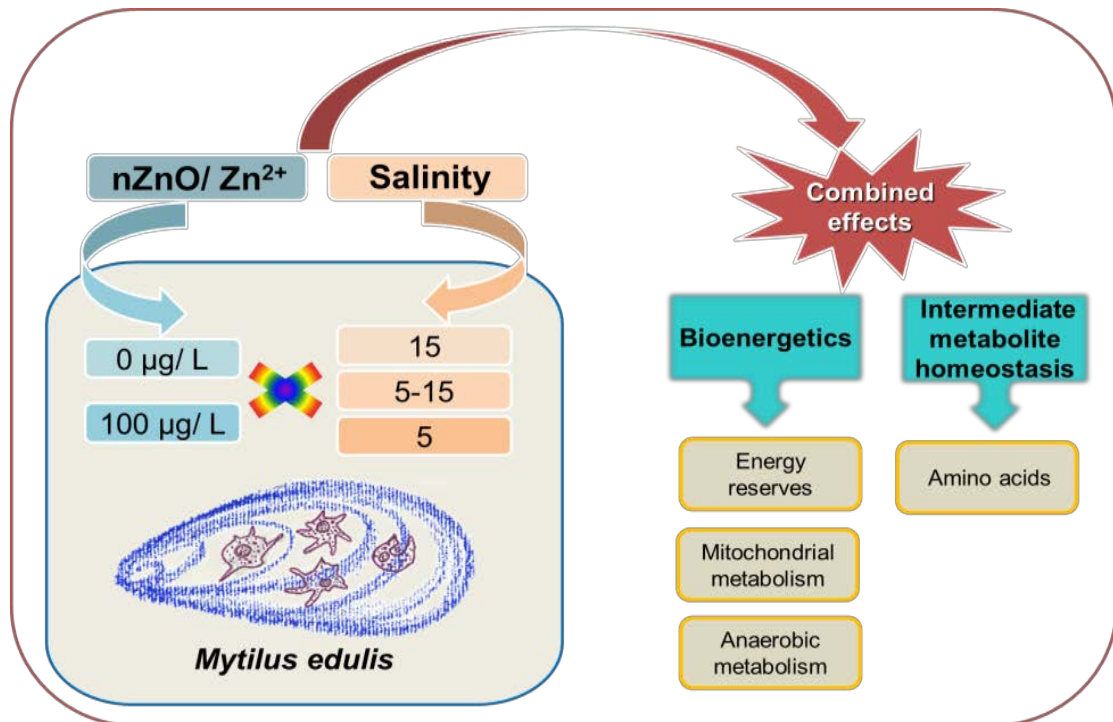 nZnO/ Zn²⁺
Salinity
0 µg/ L
100 µg/ L
15
5-15
5
Mytilus edulis
Combined
effects
Bioenergetics
Energy
reserves
Mitochondrial
metabolism
Anaerobic
metabolism
Intermediate
metabolite
homeostasis
Amino acids